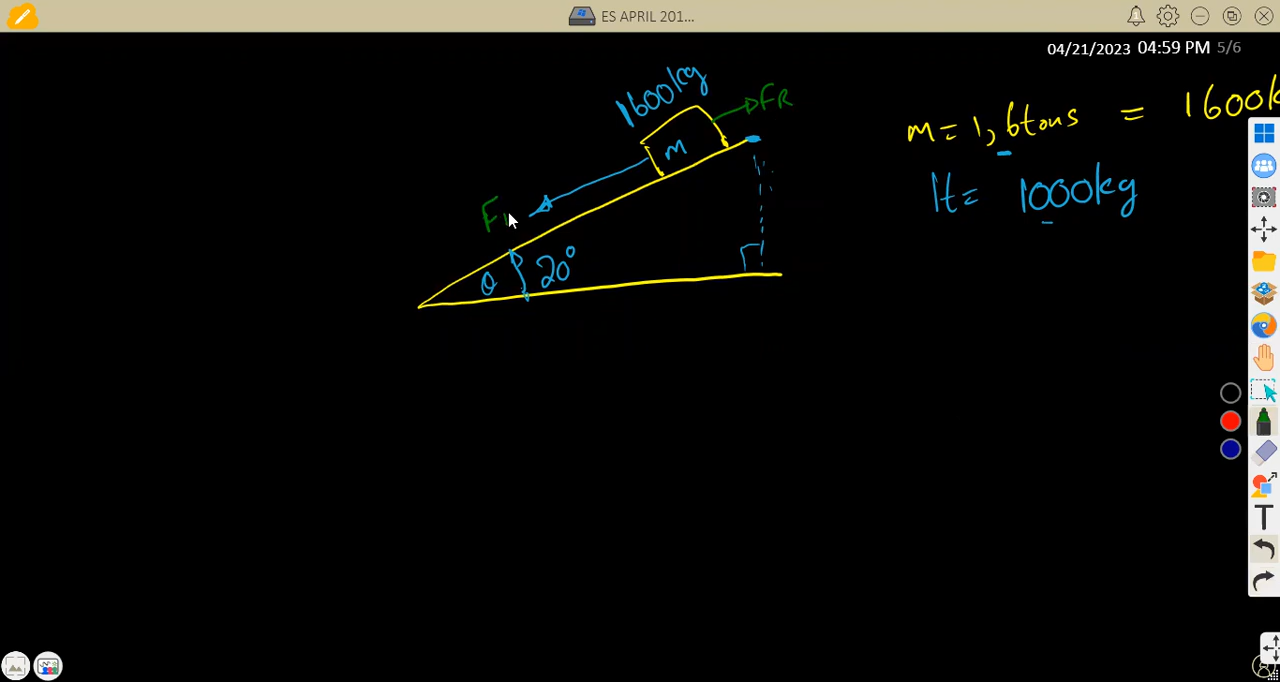 ES APRIL 201...
04/21/2023 04:59 PM 5/6
1600kg
FR
m
m = 1,6tons = 1600k
1t = 1000kg
F
θ 20°
T